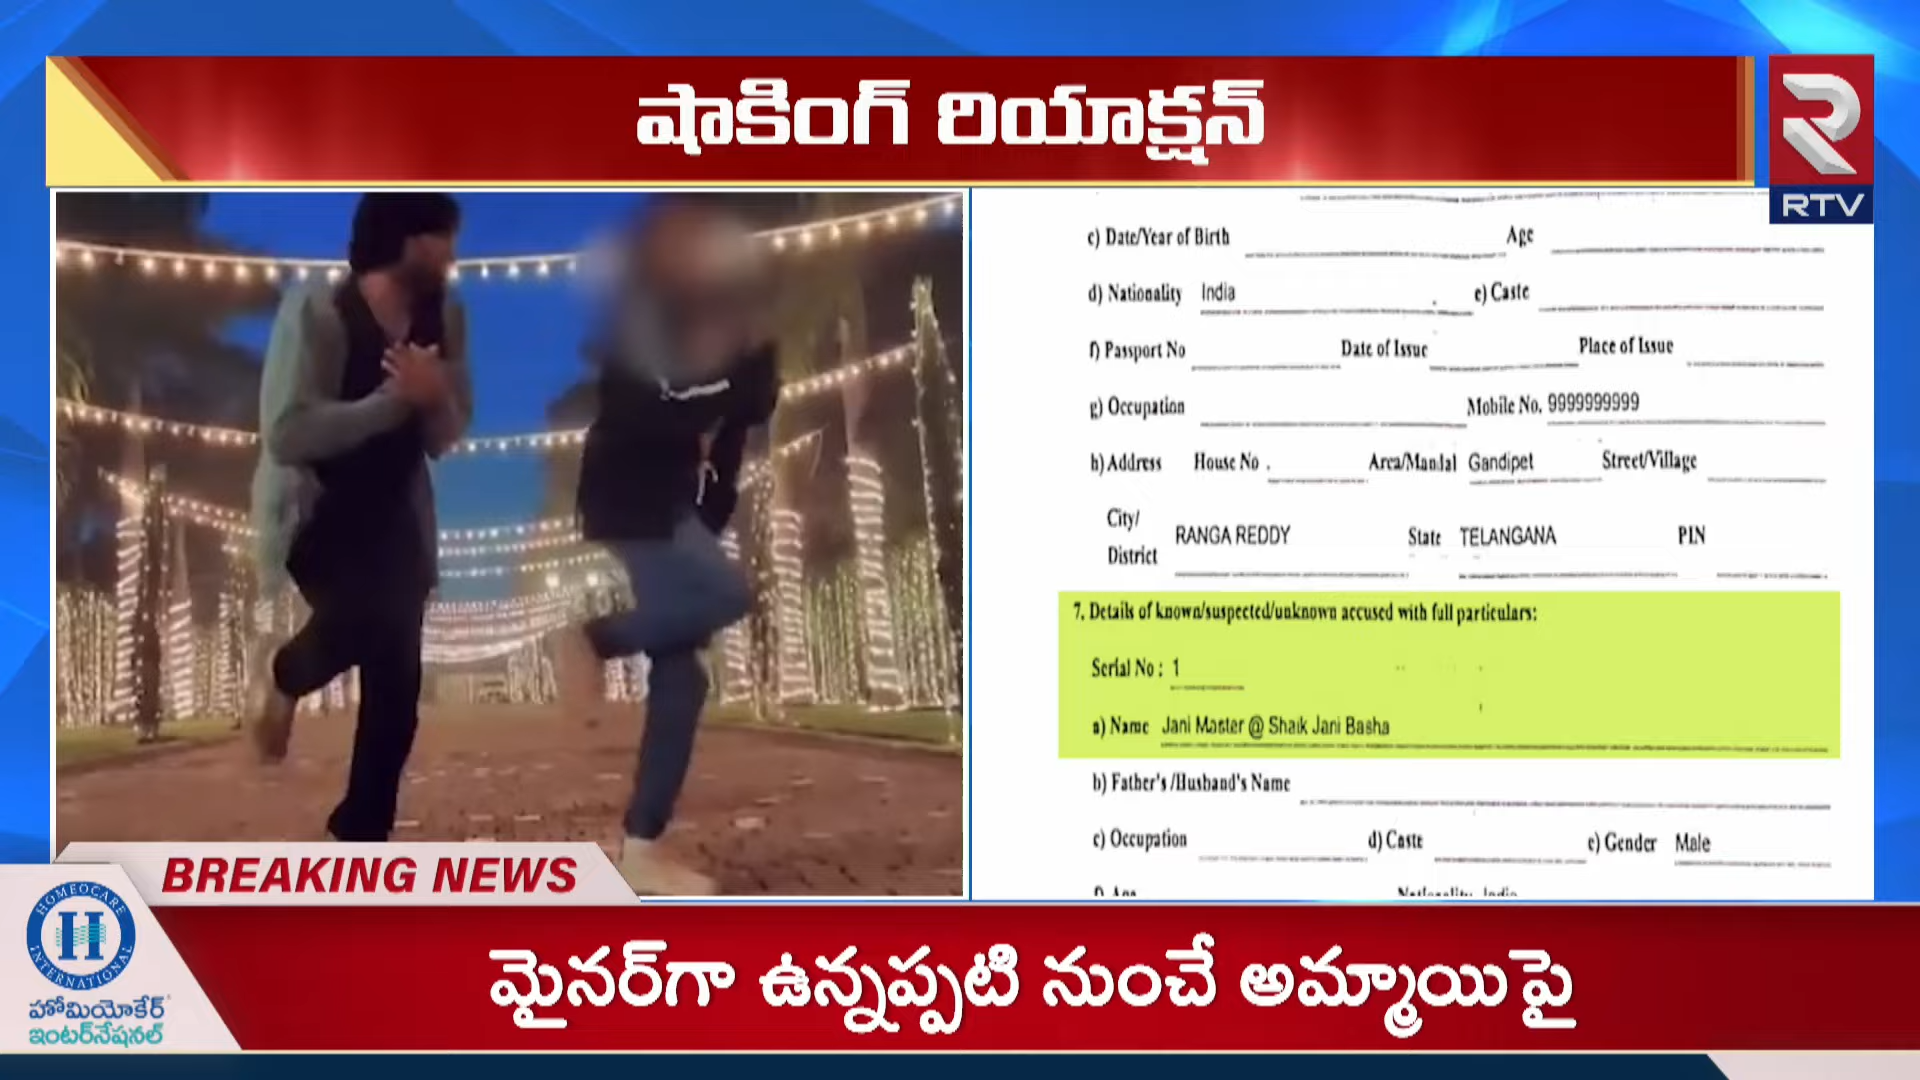 షాకింగ్ రియాక్షన్
RTV
c) Date/Year of Birth Age
d) Nationality India e) Caste
f) Passport No Date of Issue Place of Issue
g) Occupation Mobile No. 9999999999
h) Address House No . Area/Mandal Gandipet Street/Village
City/
District RANGA REDDY State TELANGANA PIN
7. Details of known/suspected/unknown accused with full particulars:
Serial No : 1
a) Name Jani Master @ Shaik Jani Basha
b) Father's /Husband's Name
c) Occupation d) Caste e) Gender Male
BREAKING NEWS
HOMEOCARE
H
INTERNATIONAL
హోమియోకేర్
ఇంటర్‌నేషనల్
మైనర్‌గా ఉన్నప్పటి నుంచే అమ్మాయిపై